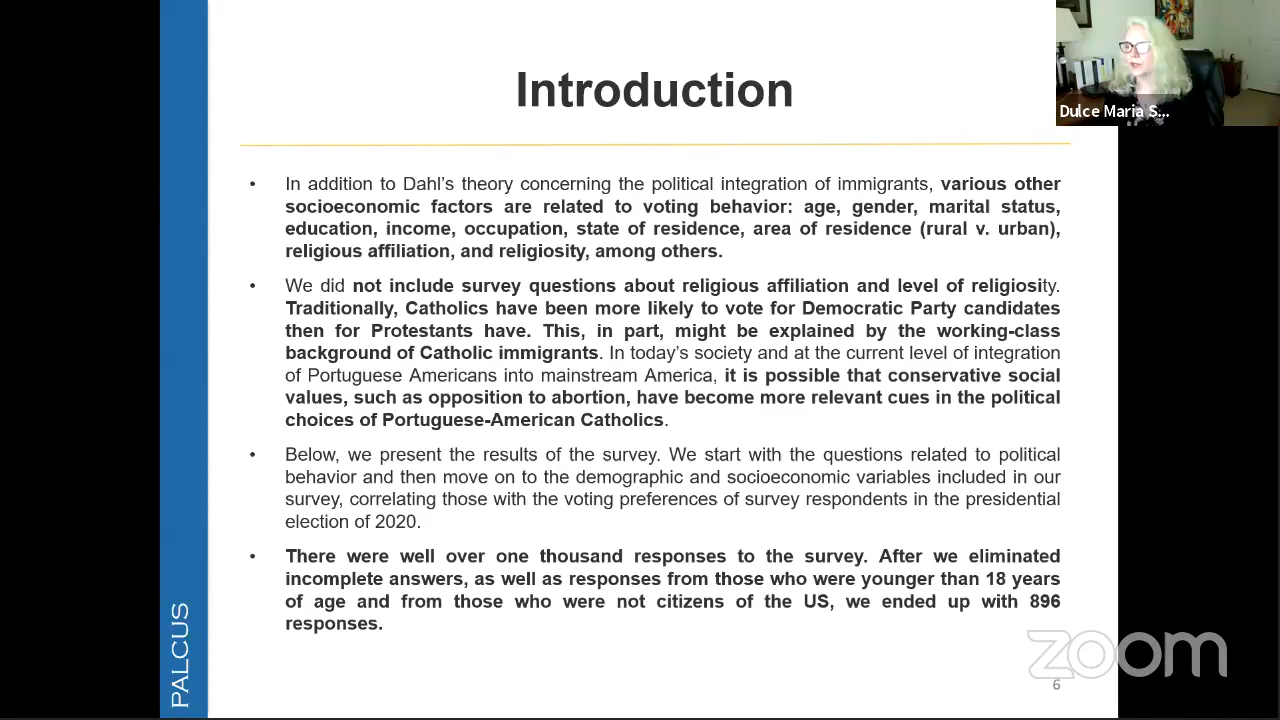 Introduction
Dulce Maria S...
• In addition to Dahl's theory concerning the political integration of immigrants, various other
socioeconomic factors are related to voting behavior: age, gender, marital status,
education, income, occupation, state of residence, area of residence (rural v. urban),
religious affiliation, and religiosity, among others.
• We did not include survey questions about religious affiliation and level of religiosity.
Traditionally, Catholics have been more likely to vote for Democratic Party candidates
then for Protestants have. This, in part, might be explained by the working-class
background of Catholic immigrants. In today's society and at the current level of integration
of Portuguese Americans into mainstream America, it is possible that conservative social
values, such as opposition to abortion, have become more relevant cues in the political
choices of Portuguese-American Catholics.
• Below, we present the results of the survey. We start with the questions related to political
behavior and then move on to the demographic and socioeconomic variables included in our
survey, correlating those with the voting preferences of survey respondents in the presidential
election of 2020.
• There were well over one thousand responses to the survey. After we eliminated
incomplete answers, as well as responses from those who were younger than 18 years
of age and from those who were not citizens of the US, we ended up with 896
responses.
PALCUS
zoom
6